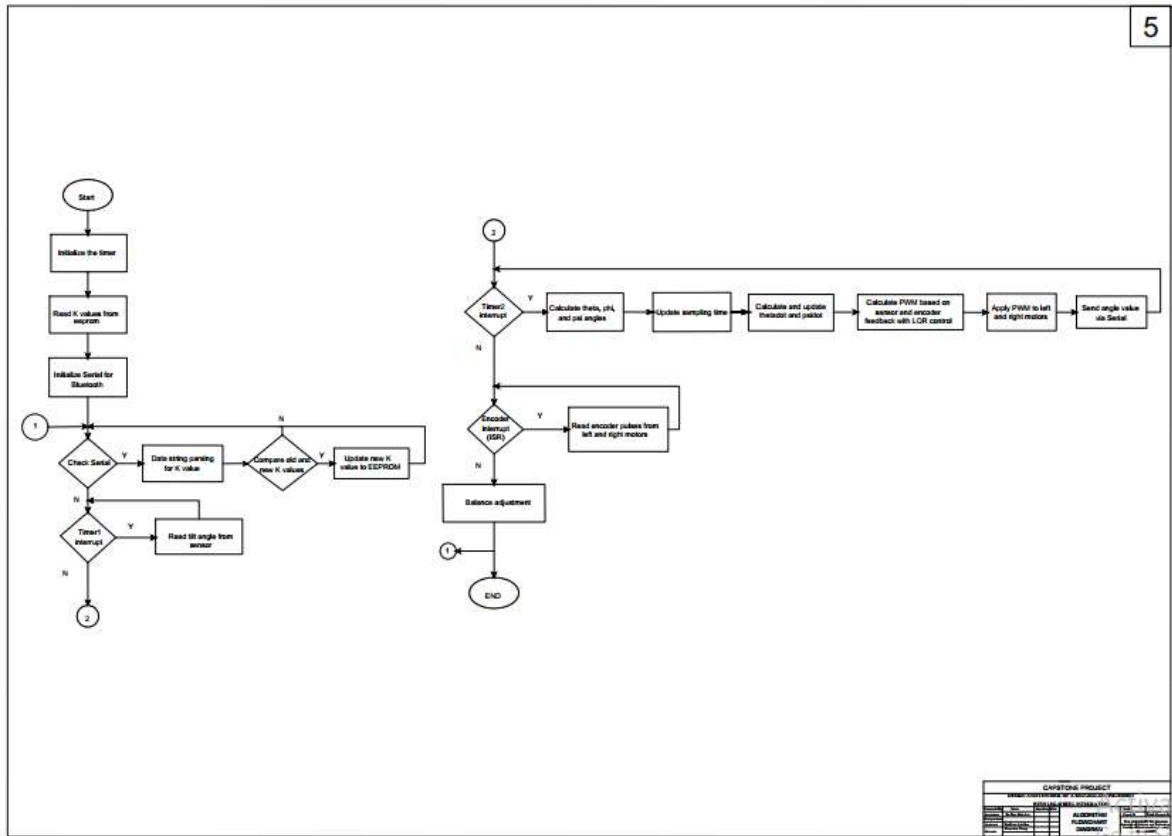 5
Start
Initialize the timer
Read K values from
eeprom
Initialize Serial for
Bluetooth
1
Check Serial
Y
N
Data string parsing
for K value
N
Compare old and
new K values
Y
Update new K
value to EEPROM
Timer1
interrupt
Y
N
Read tilt angle from
sensor
2
2
Timer2
interrupt
Y
N
Calculate theta, phi,
and psi angles
Update sampling time
Calculate and update
thetadot and psidot
Calculate PWM based on
sensor and encoder
feedback with LQR control
Apply PWM to left
and right motors
Send angle value
via Serial
Encoder
interrupt
(ISR)
Y
N
Read encoder pulses from
left and right motors
Balance adjustment
1
END
CAPSTONE PROJECT
ALGORITHM
FLOWCHART
DIAGRAM